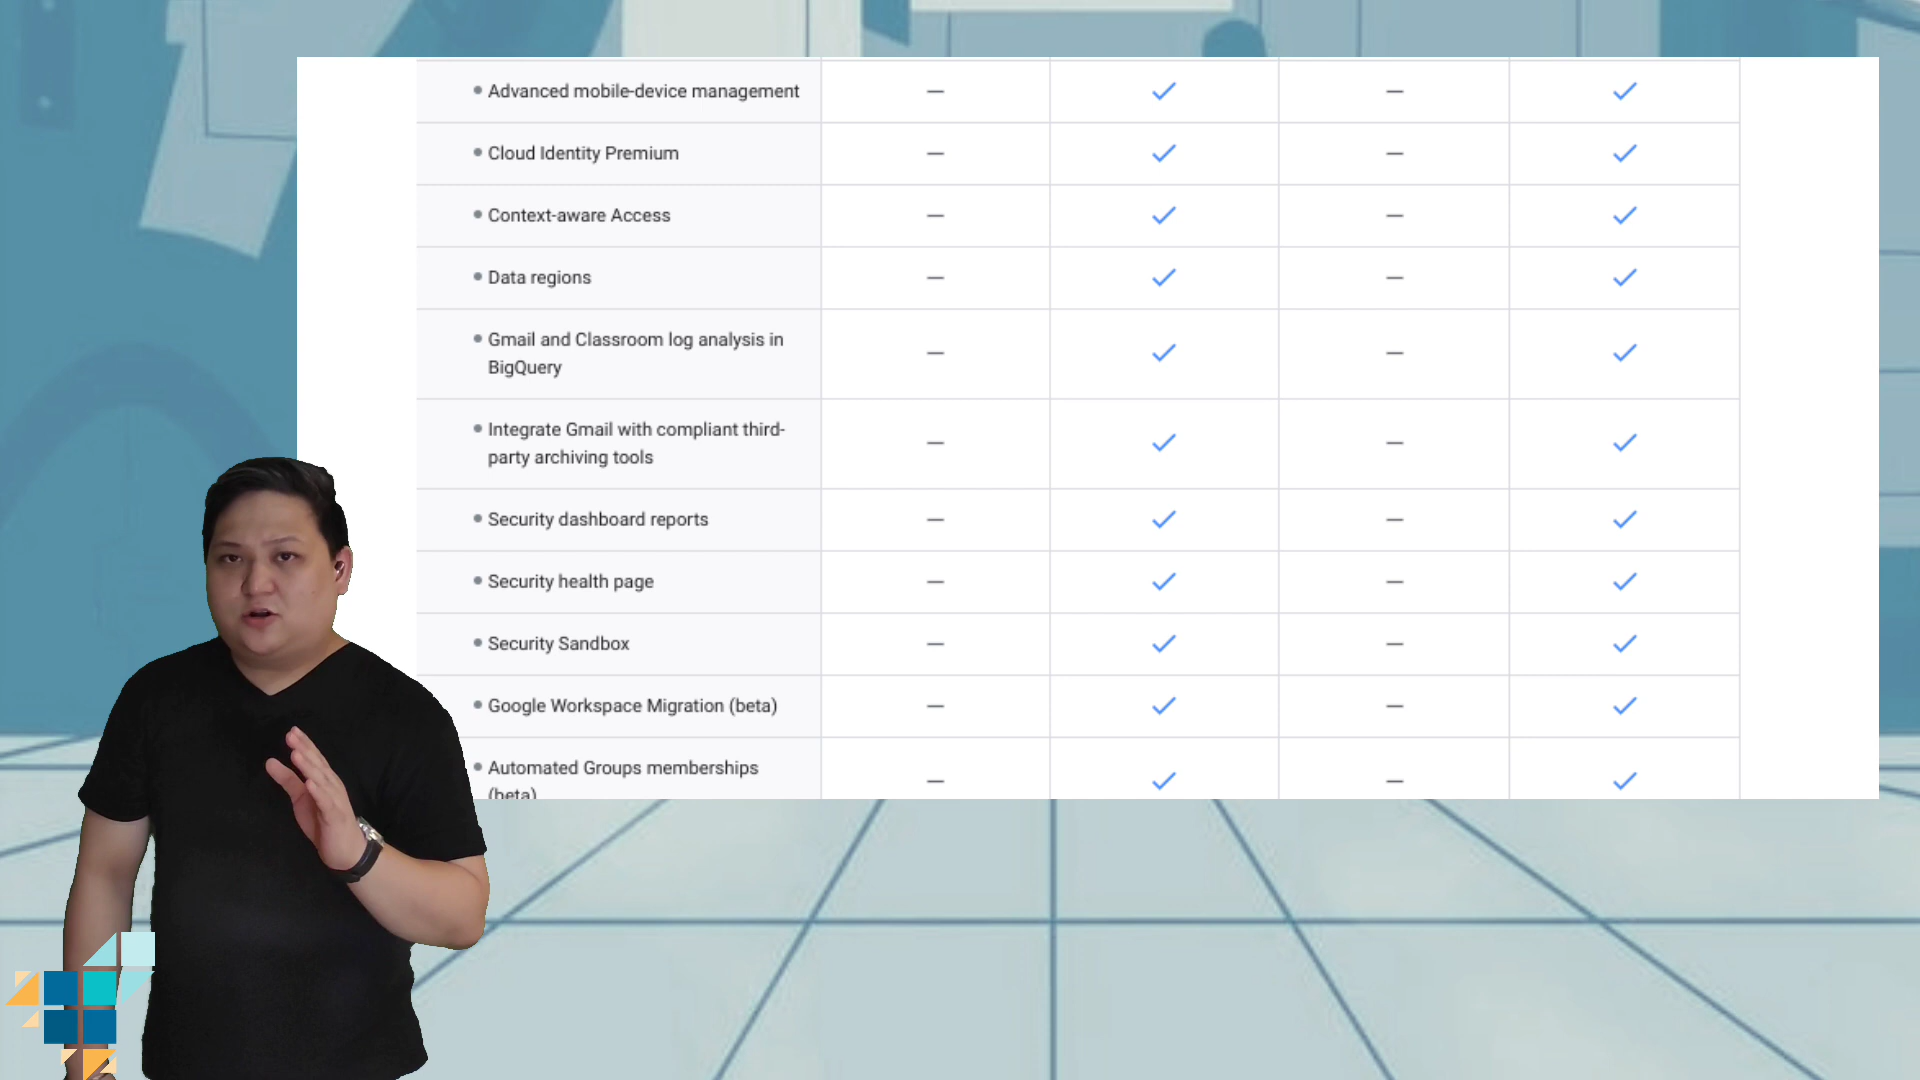 Advanced mobile-device management
Cloud Identity Premium
Context-aware Access
Data regions
Gmail and Classroom log analysis in
BigQuery
Integrate Gmail with compliant third-
party archiving tools
Security dashboard reports
Security health page
Security Sandbox
Google Workspace Migration (beta)
Automated Groups memberships
(beta)